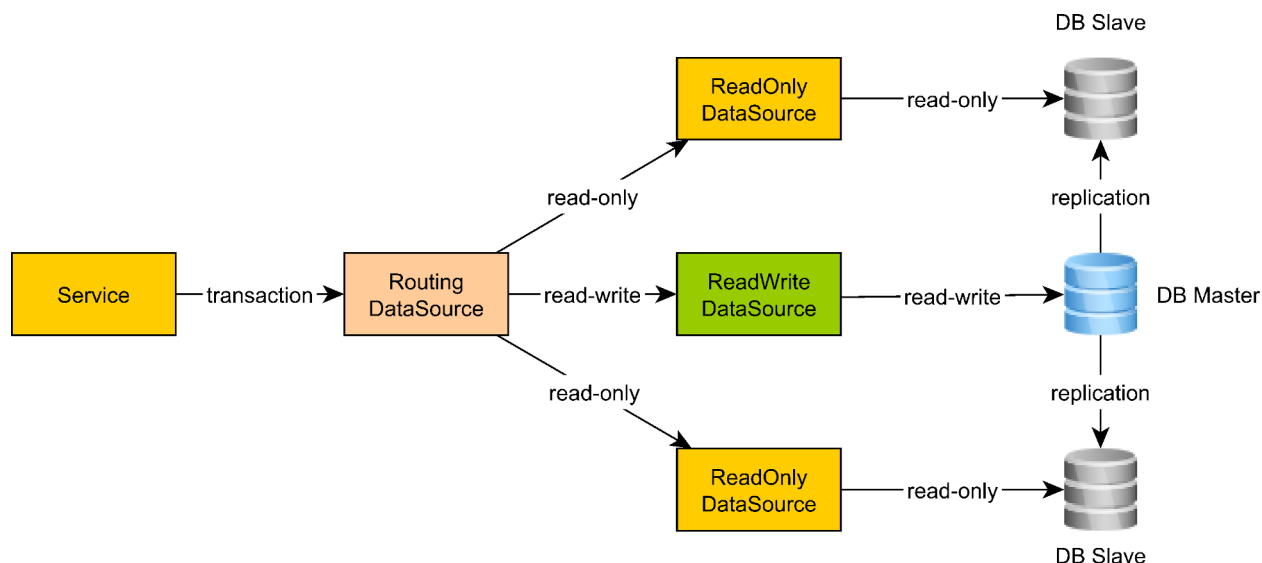 DB Slave
ReadOnly
DataSource
read-only
read-only
replication
Service
transaction
Routing
DataSource
read-write
ReadWrite
DataSource
read-write
DB Master
read-only
replication
ReadOnly
DataSource
read-only
DB Slave